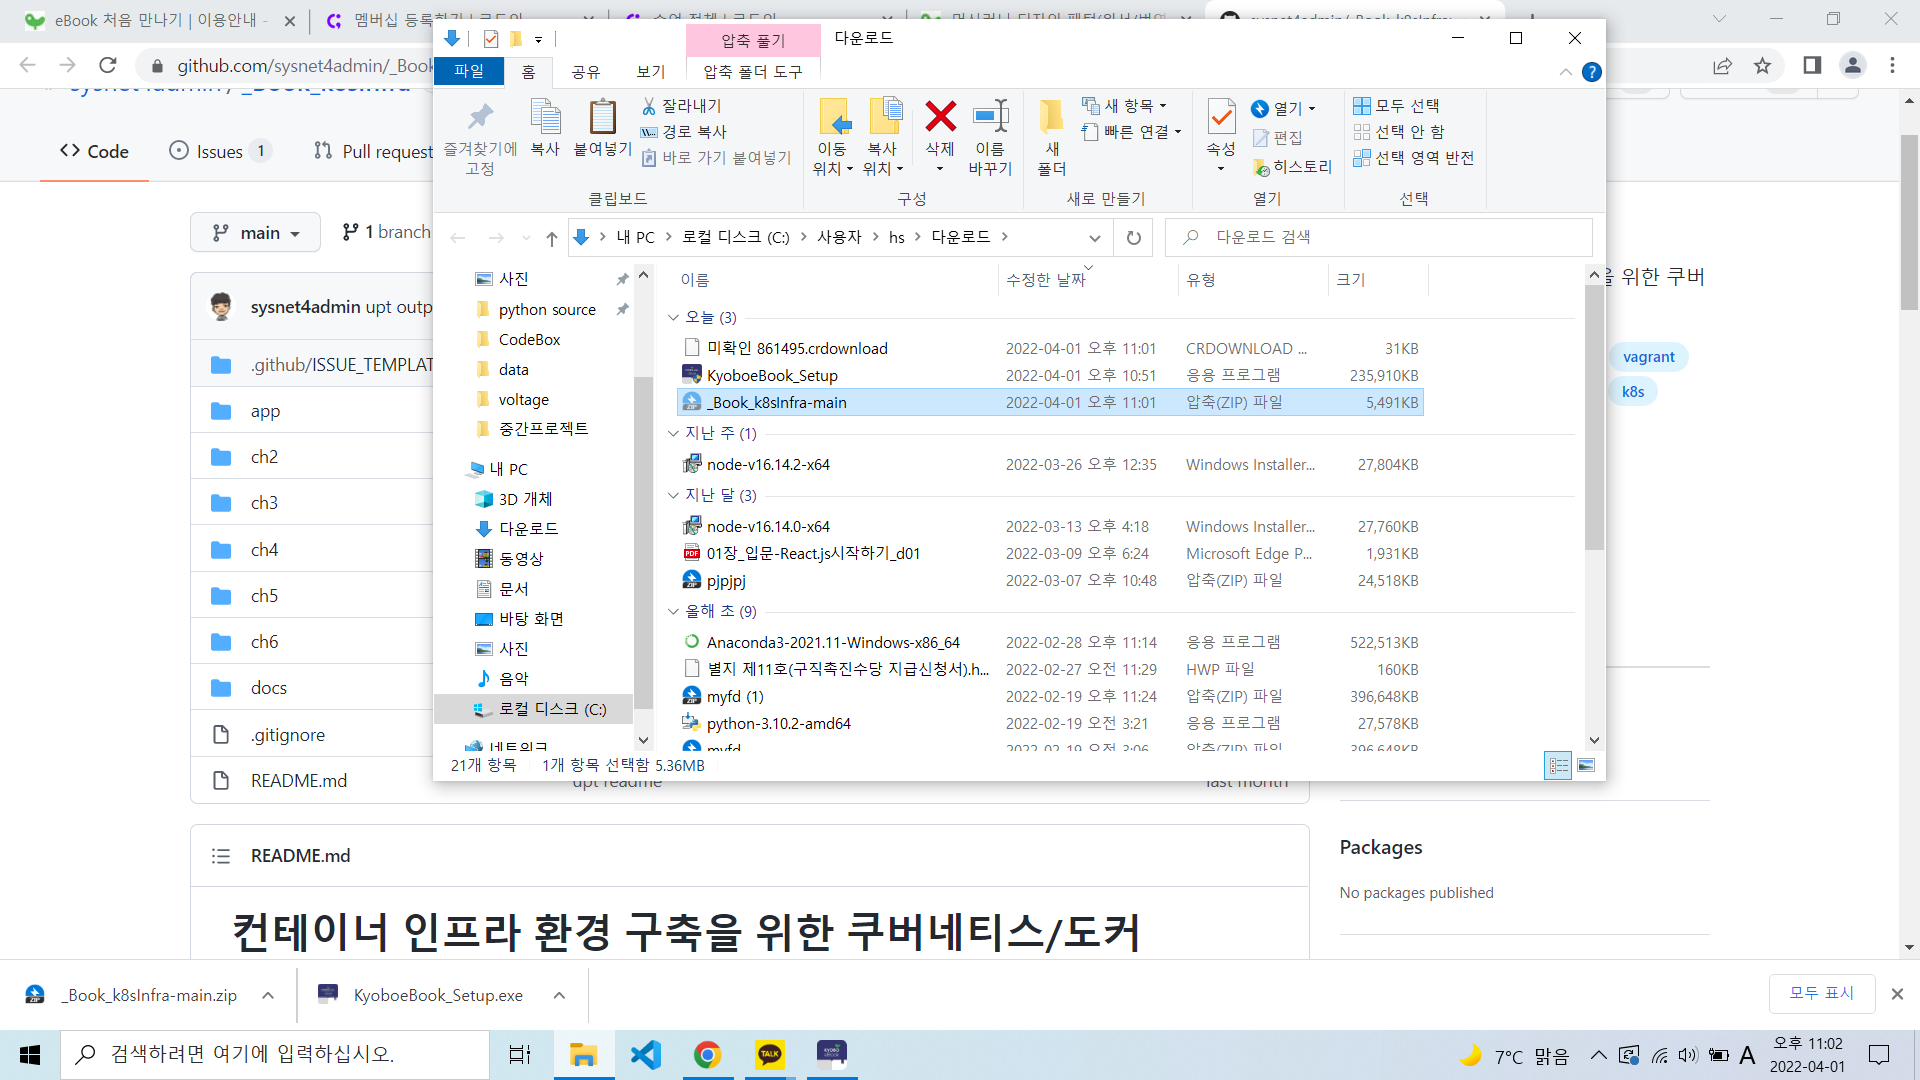 eBook 처음 만나기 | 이용안내 -
github.com/sysnet4admin/_Book
Code
Issues 1
Pull request
main
1 branch
sysnet4admin upt outp
.github/ISSUE_TEMPLAT
app
ch2
ch3
ch4
ch5
ch6
docs
.gitignore
README.md
upt readme
last month
README.md
컨테이너 인프라 환경 구축을 위한 쿠버네티스/도커
위한 쿠버
vagrant
k8s
Packages
No packages published
압축 풀기
다운로드
파일
홈
공유
보기
압축 폴더 도구
즐겨찾기에 고정
복사
붙여넣기
잘라내기
경로 복사
바로 가기 붙여넣기
클립보드
이동 위치
복사 위치
삭제
이름 바꾸기
구성
새 폴더
새 항목
빠른 연결
새로 만들기
속성
열기
편집
히스토리
열기
모두 선택
선택 안 함
선택 영역 반전
선택
내 PC
로컬 디스크 (C:)
사용자
hs
다운로드
다운로드 검색
사진
python source
CodeBox
data
voltage
중간프로젝트
내 PC
3D 개체
다운로드
동영상
문서
바탕 화면
사진
음악
로컬 디스크 (C:)
네트워크
이름 수정한 날짜 유형 크기
오늘 (3)
미확인 861495.crdownload 2022-04-01 오후 11:01 CRDOWNLOAD ... 31KB
KyoboeBook_Setup 2022-04-01 오후 10:51 응용 프로그램 235,910KB
_Book_k8sInfra-main 2022-04-01 오후 11:01 압축(ZIP) 파일 5,491KB
지난 주 (1)
node-v16.14.2-x64 2022-03-26 오후 12:35 Windows Installer... 27,804KB
지난 달 (3)
node-v16.14.0-x64 2022-03-13 오후 4:18 Windows Installer... 27,760KB
01장_입문-React.js시작하기_d01 2022-03-09 오후 6:24 Microsoft Edge P... 1,931KB
pjpjpj 2022-03-07 오후 10:48 압축(ZIP) 파일 24,518KB
올해 초 (9)
Anaconda3-2021.11-Windows-x86_64 2022-02-28 오후 11:14 응용 프로그램 522,513KB
별지 제11호(구직촉진수당 지급신청서).h... 2022-02-27 오전 11:29 HWP 파일 160KB
myfd (1) 2022-02-19 오후 11:24 압축(ZIP) 파일 396,648KB
python-3.10.2-amd64 2022-02-19 오전 3:21 응용 프로그램 27,578KB
myfd 2022-02-19 오전 3:06 압축(ZIP) 파일 396,648KB
21개 항목
1개 항목 선택함 5.36MB
_Book_k8sInfra-main.zip
KyoboeBook_Setup.exe
모두 표시
검색하려면 여기에 입력하십시오.
7°C 맑음
A
오후 11:02
2022-04-01